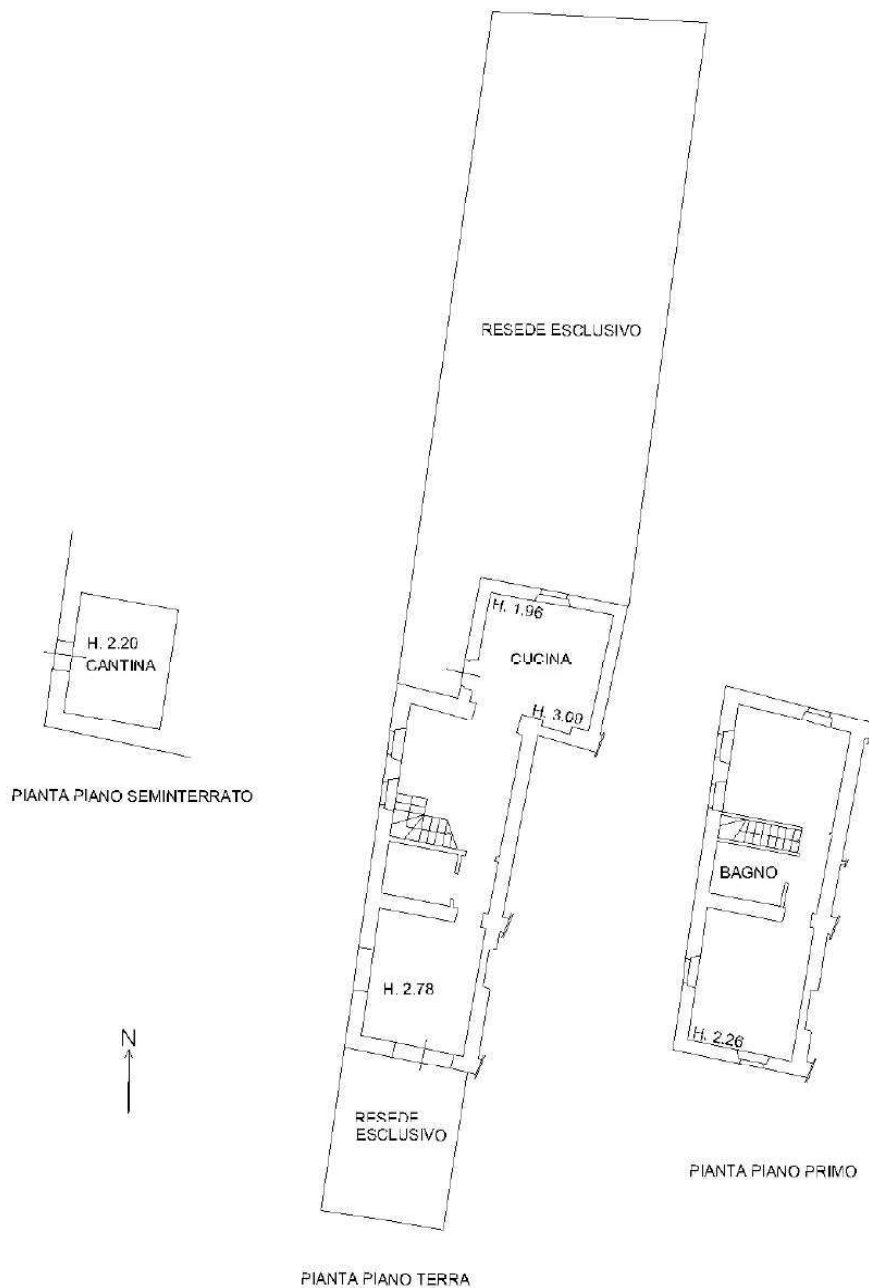 RESEDE ESCLUSIVO
H. 1.96
CUCINA
H. 3.00
H. 2.20
CANTINA
PIANTA PIANO SEMINTERRATO
BAGNO
H. 2.78
H. 2.26
N
RESEDE
ESCLUSIVO
PIANTA PIANO PRIMO
PIANTA PIANO TERRA